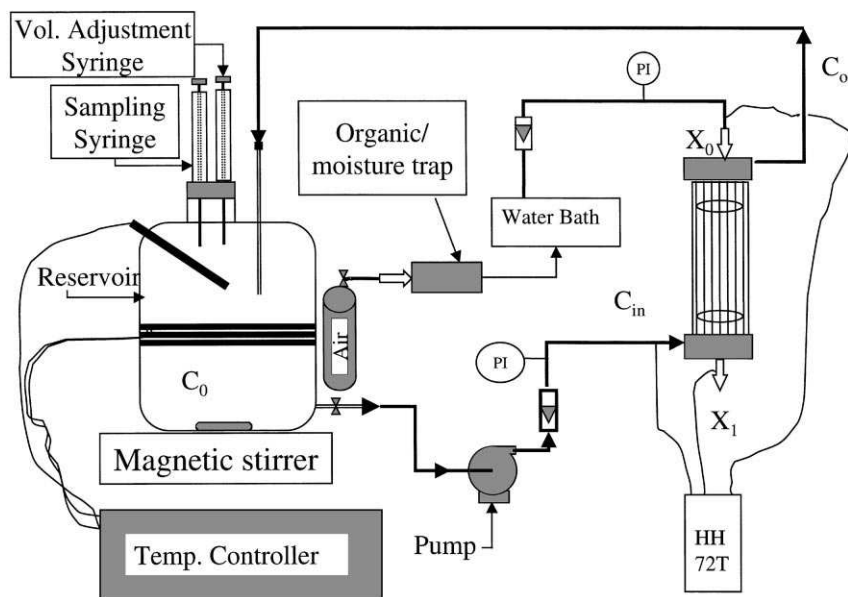 Vol. Adjustment
Syringe
Sampling
Syringe
Organic/
moisture trap
PI
C₀
X₀
Water Bath
Reservoir
Air
C₀
Cᵢₙ
PI
X₁
Magnetic stirrer
Temp. Controller
Pump
HH
72T